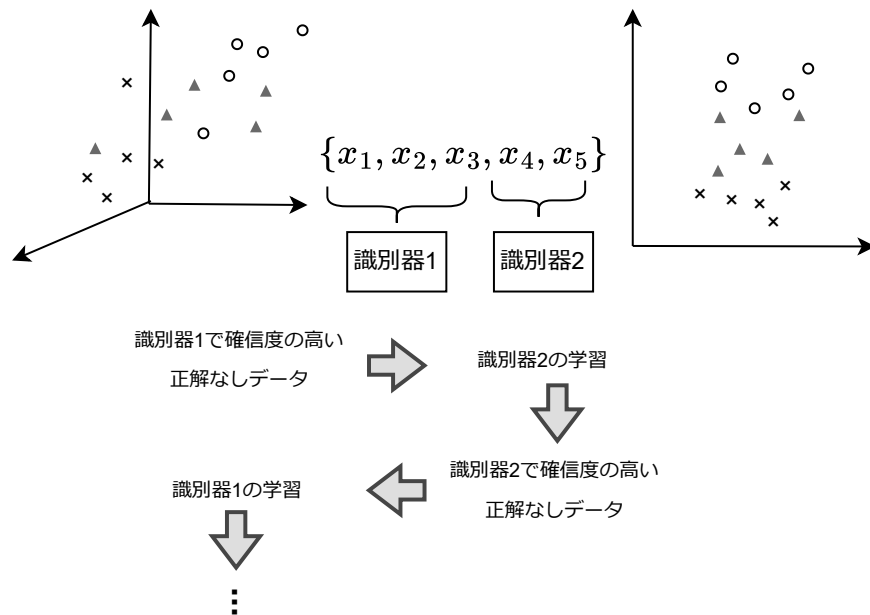 {x₁, x₂, x₃, x₄, x₅}
識別器1
識別器2
識別器1で確信度の高い
正解なしデータ
識別器2の学習
識別器2で確信度の高い
正解なしデータ
識別器1の学習
⋮